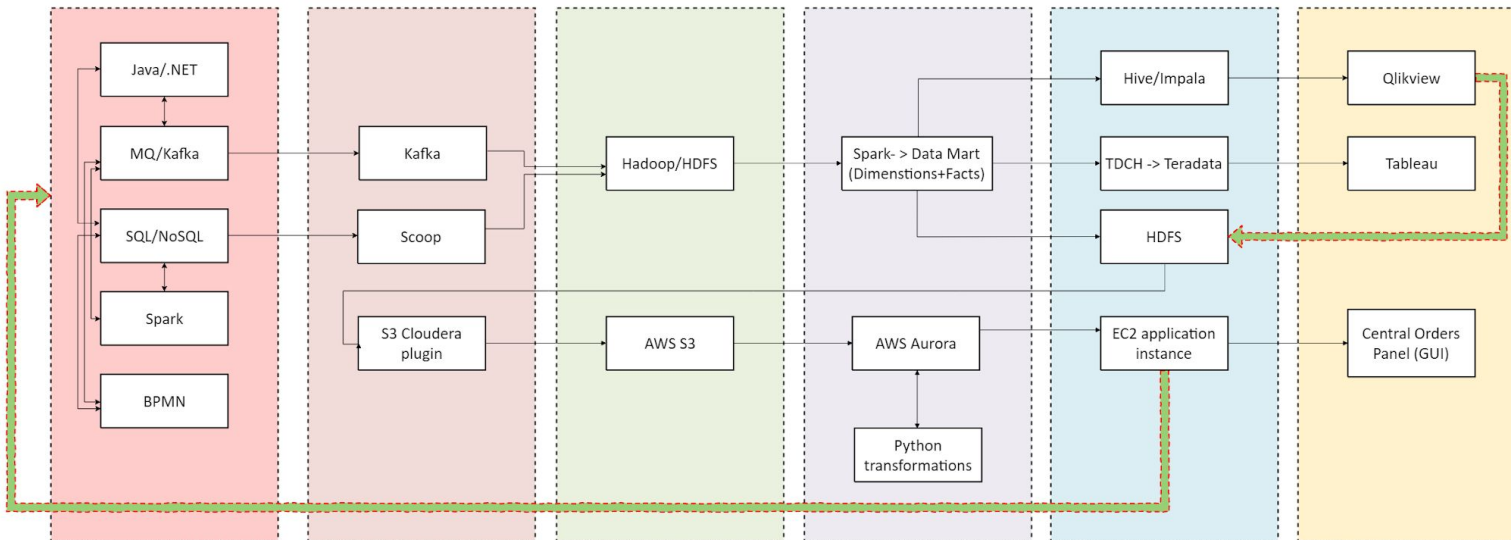 Java/.NET
MQ/Kafka
SQL/NoSQL
Spark
BPMN
Kafka
Scoop
S3 Cloudera
plugin
Hadoop/HDFS
AWS S3
Spark- > Data Mart
(Dimenstions+Facts)
AWS Aurora
Python
transformations
Hive/Impala
TDCH -> Teradata
HDFS
EC2 application
instance
Qlikview
Tableau
Central Orders
Panel (GUI)